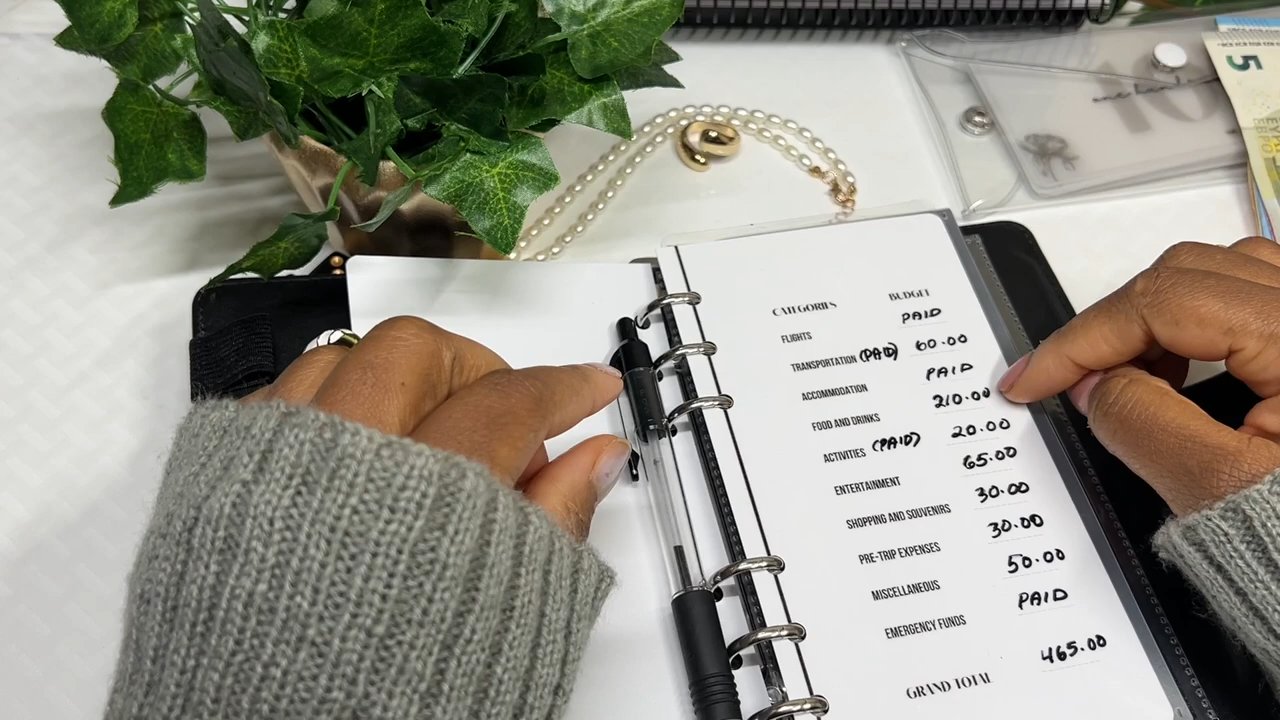 CATEGORIES BUDGET
FLIGHTS PAID
TRANSPORTATION (PAID) 60.00
ACCOMMODATION PAID
FOOD AND DRINKS 210.00
ACTIVITIES (PAID) 20.00
ENTERTAINMENT 65.00
SHOPPING AND SOUVENIRS 30.00
PRE-TRIP EXPENSES 30.00
MISCELLANEOUS 50.00
EMERGENCY FUNDS PAID
GRAND TOTAL 465.00
5